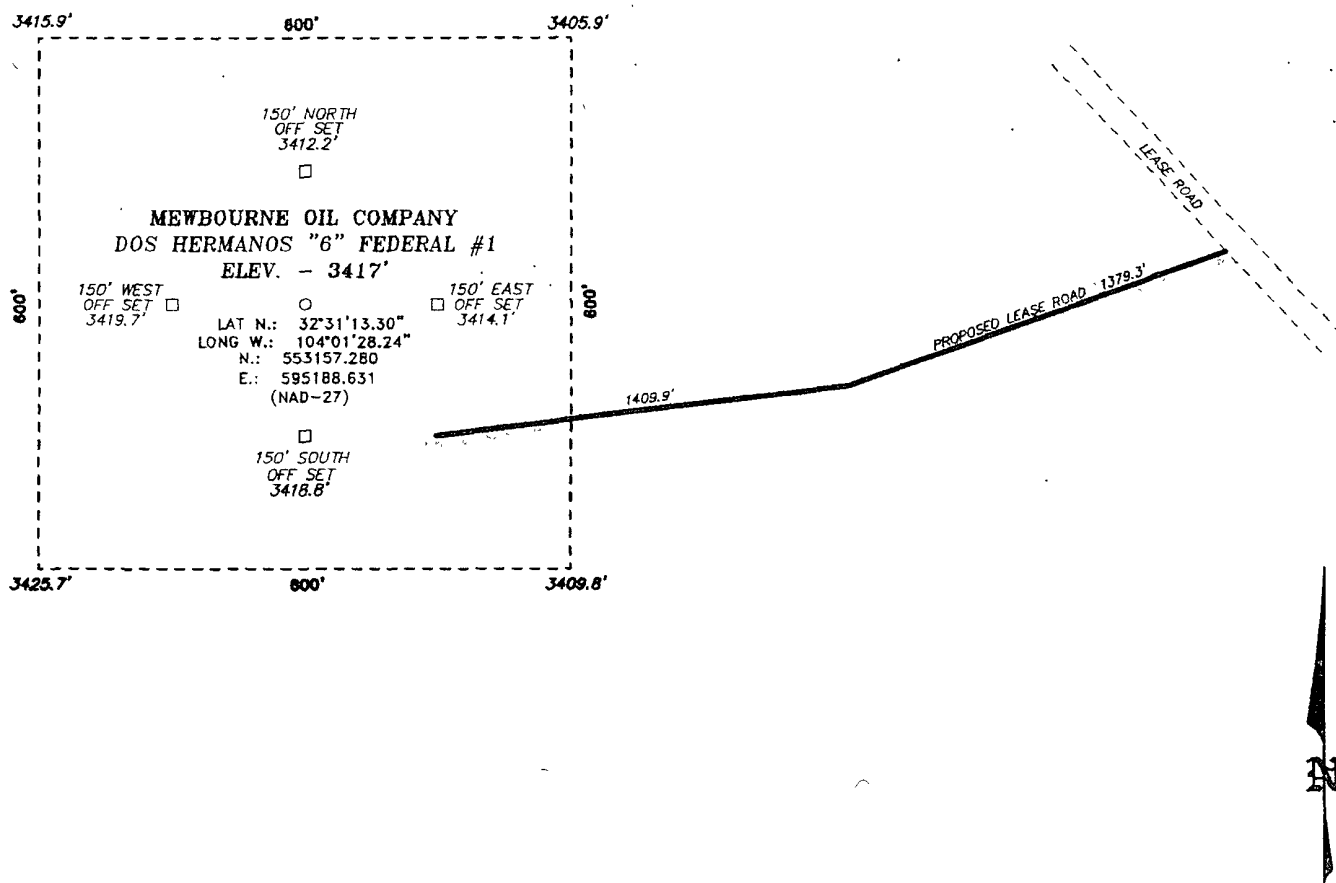 3415.9'
600'
3405.9'
150' NORTH
OFF SET
3412.2'
MEWBOURNE OIL COMPANY
DOS HERMANOS "6" FEDERAL #1
ELEV. - 3417'
150' WEST
OFF SET
3419.7'
150' EAST
OFF SET
3414.1'
600'
600'
LAT N.: 32°31'13.30"
LONG W.: 104°01'28.24"
N.: 553157.280
E.: 595188.631
(NAD-27)
150' SOUTH
OFF SET
3418.8'
3425.7'
600'
3409.8'
1409.9'
PROPOSED LEASE ROAD 1379.3'
LEASE ROAD
N